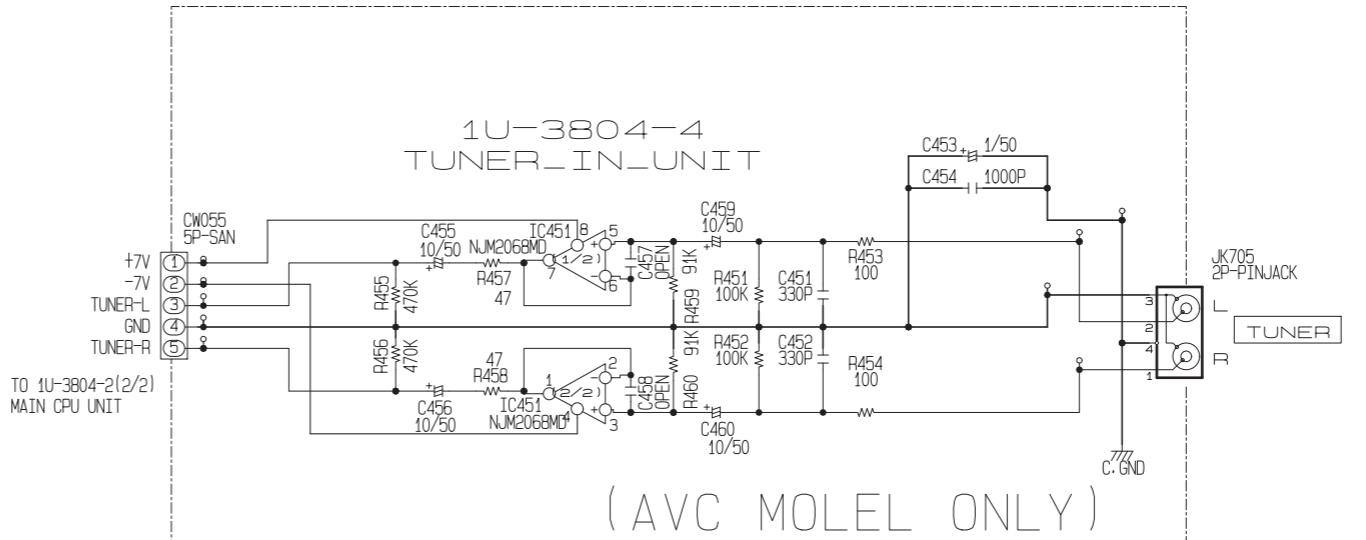 1U-3804-4
TUNER_IN_UNIT
C453 + 1/50
C454 1000P
CW055
5P-SAN
+7V 1
-7V 2
TUNER-L 3
GND 4
TUNER-R 5
TO 1U-3804-2(2/2)
MAIN CPU UNIT
C455
10/50
+
R455
470K
R456
470K
NJM2068MD
R457
47
IC451
8
5
+
(1/2)
-
7
6
C457
OPEN
91K
R459
C459
10/50
+
R451
100K
C451
330P
R453
100
47
R458
C456
10/50
+
1
2
-
(2/2)
+
4
3
IC451
NJM2068MD
C458
OPEN
91K
R460
R452
100K
C452
330P
R454
100
+
C460
10/50
JK705
2P-PINJACK
3
2
4
1
L
R
TUNER
C.GND
(AVC MOLEL ONLY)